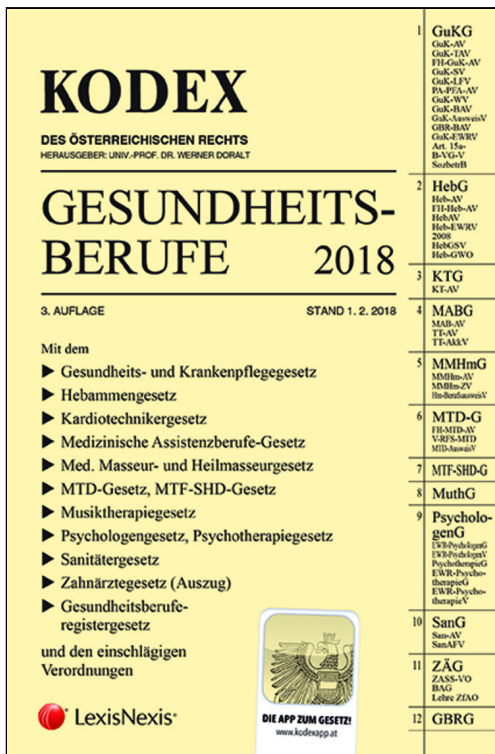 KODEX
DES ÖSTERREICHISCHEN RECHTS
HERAUSGEBER: UNIV.-PROF. DR. WERNER DORALT
GESUNDHEITS-
BERUFE 2018
3. AUFLAGE STAND 1. 2. 2018
Mit dem
▶ Gesundheits- und Krankenpflegegesetz
▶ Hebammengesetz
▶ Kardiotechnikergesetz
▶ Medizinische Assistenzberufe-Gesetz
▶ Med. Masseur- und Heilmasseurgesetz
▶ MTD-Gesetz, MTF-SHD-Gesetz
▶ Musiktherapiegesetz
▶ Psychologengesetz, Psychotherapiegesetz
▶ Sanitätergesetz
▶ Zahnärztegesetz (Auszug)
▶ Gesundheitsberufe-
registergesetz
und den einschlägigen
Verordnungen
LexisNexis®
DIE APP ZUM GESETZ!
www.kodexapp.at
1 GuKG
GuK-AV
GuK-TAV
FH-GuK-AV
GuK-SV
GuK-LFV
PA-PFA-AV
GuK-WV
GuK-BAV
GuK-AusweisV
GBR-BAV
GuK-EWRV
Art. 15a-
B-VG-V
SozbetrB
2 HebG
Heb-AV
FH-Heb-AV
HebAV
Heb-EWRV
2008
HebGSV
Heb-GWO
3 KTG
KT-AV
4 MABG
MAB-AV
TT-AV
TT-AkkV
5 MMHmG
MMHm-AV
MMHm-ZV
Hm-BerufsausweisV
6 MTD-G
FH-MTD-AV
V-RFS-MTD
MTD-AusweisV
7 MTF-SHD-G
8 MuthG
9 Psycholo-
genG
EWR-PsychologenG
EWR-PsychologenV
PsychotherapieG
EWR-Psycho-
therapieG
EWR-Psycho-
therapieV
10 SanG
San-AV
SanAFV
11 ZÄG
ZASS-VO
BAG
Lehre ZfAO
12 GBRG